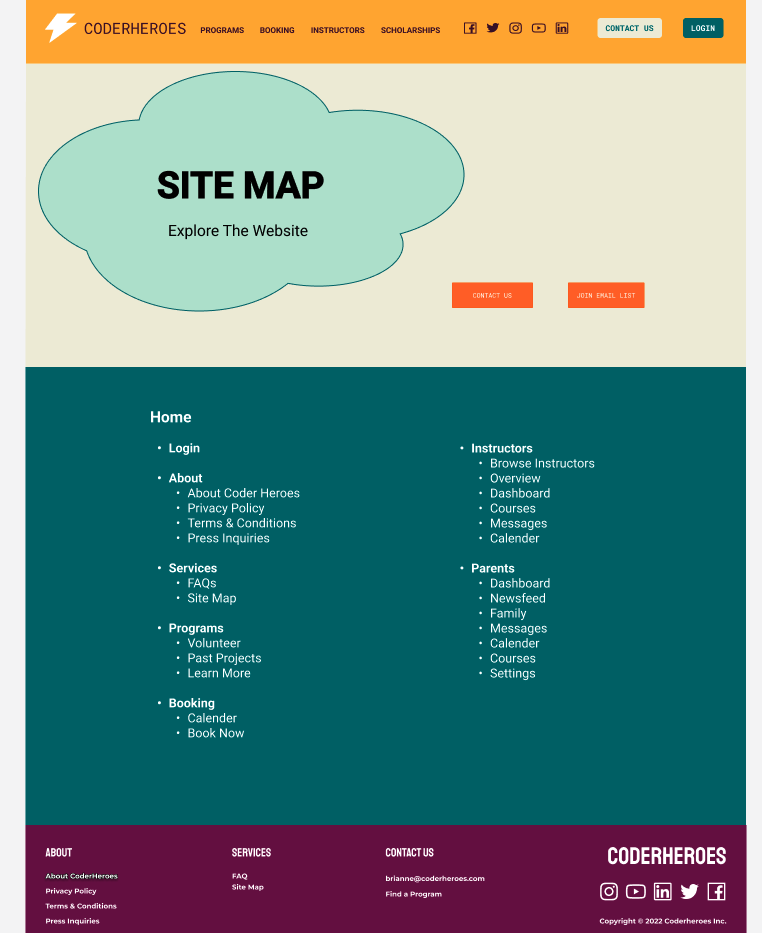 CODERHEROES
PROGRAMS BOOKING INSTRUCTORS SCHOLARSHIPS
CONTACT US
LOGIN
SITE MAP
Explore The Website
CONTACT US
JOIN EMAIL LIST
Home
• Login
• About
• About Coder Heroes
• Privacy Policy
• Terms & Conditions
• Press Inquiries
• Services
• FAQs
• Site Map
• Programs
• Volunteer
• Past Projects
• Learn More
• Booking
• Calender
• Book Now
• Instructors
• Browse Instructors
• Overview
• Dashboard
• Courses
• Messages
• Calender
• Parents
• Dashboard
• Newsfeed
• Family
• Messages
• Calender
• Courses
• Settings
ABOUT
About CoderHeroes
Privacy Policy
Terms & Conditions
Press Inquiries
SERVICES
FAQ
Site Map
CONTACT US
brianne@coderheroes.com
Find a Program
CODERHEROES
Copyright © 2022 Coderheroes Inc.